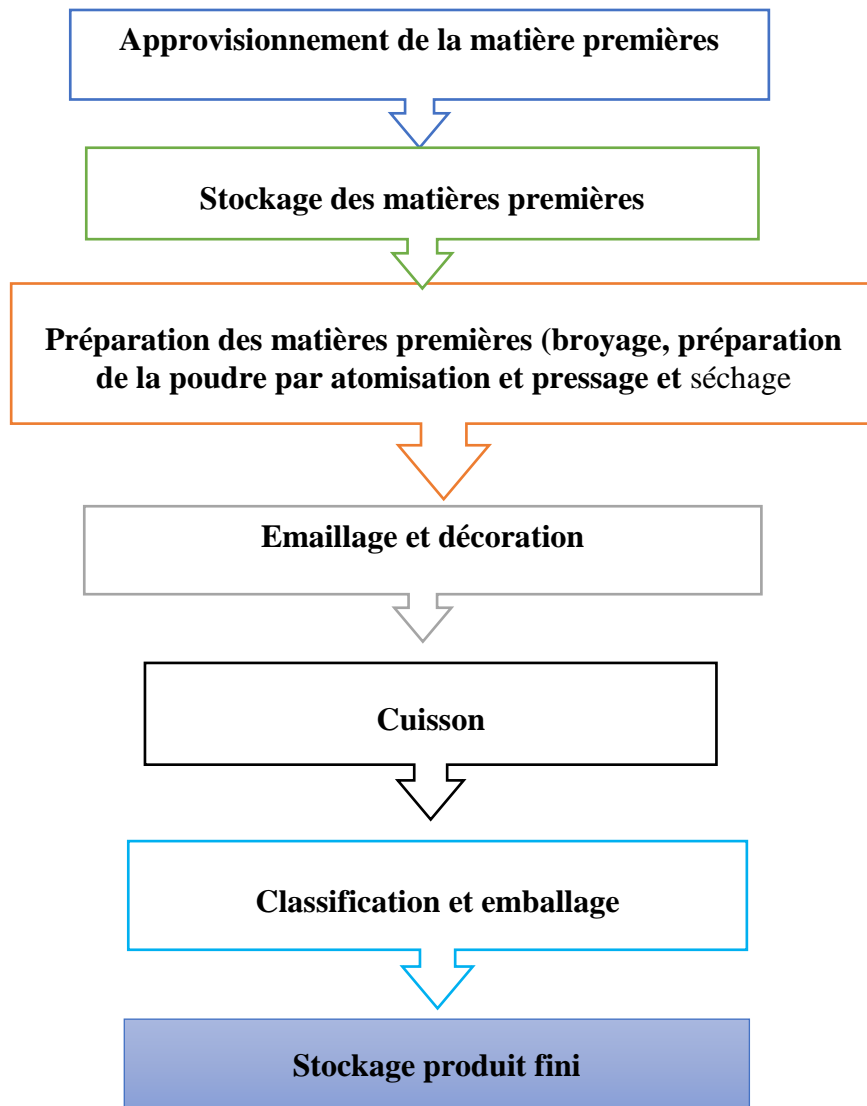 Approvisionnement de la matière premières
Stockage des matières premières
Préparation des matières premières (broyage, préparation
de la poudre par atomisation et pressage et séchage
Emaillage et décoration
Cuisson
Classification et emballage
Stockage produit fini